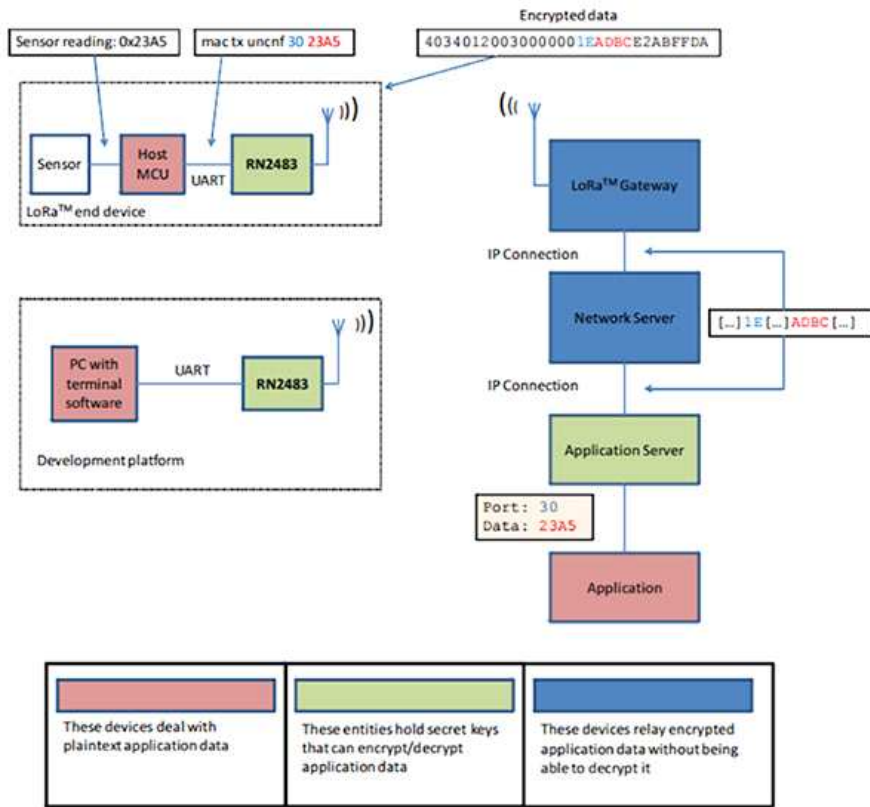 Encrypted data
Sensor reading: 0x23A5
mac tx uncnf 30 23A5
40340120030000001EADBCE2ABFFDA
Sensor
Host
MCU
UART
RN2483
LoRa™ end device
LoRa™ Gateway
IP Connection
Network Server
[…]1E[…]ADBC[…]
IP Connection
PC with
terminal
software
UART
RN2483
Development platform
Application Server
Port: 30
Data: 23A5
Application
These devices deal with
plaintext application data
These entities hold secret keys
that can encrypt/decrypt
application data
These devices relay encrypted
application data without being
able to decrypt it